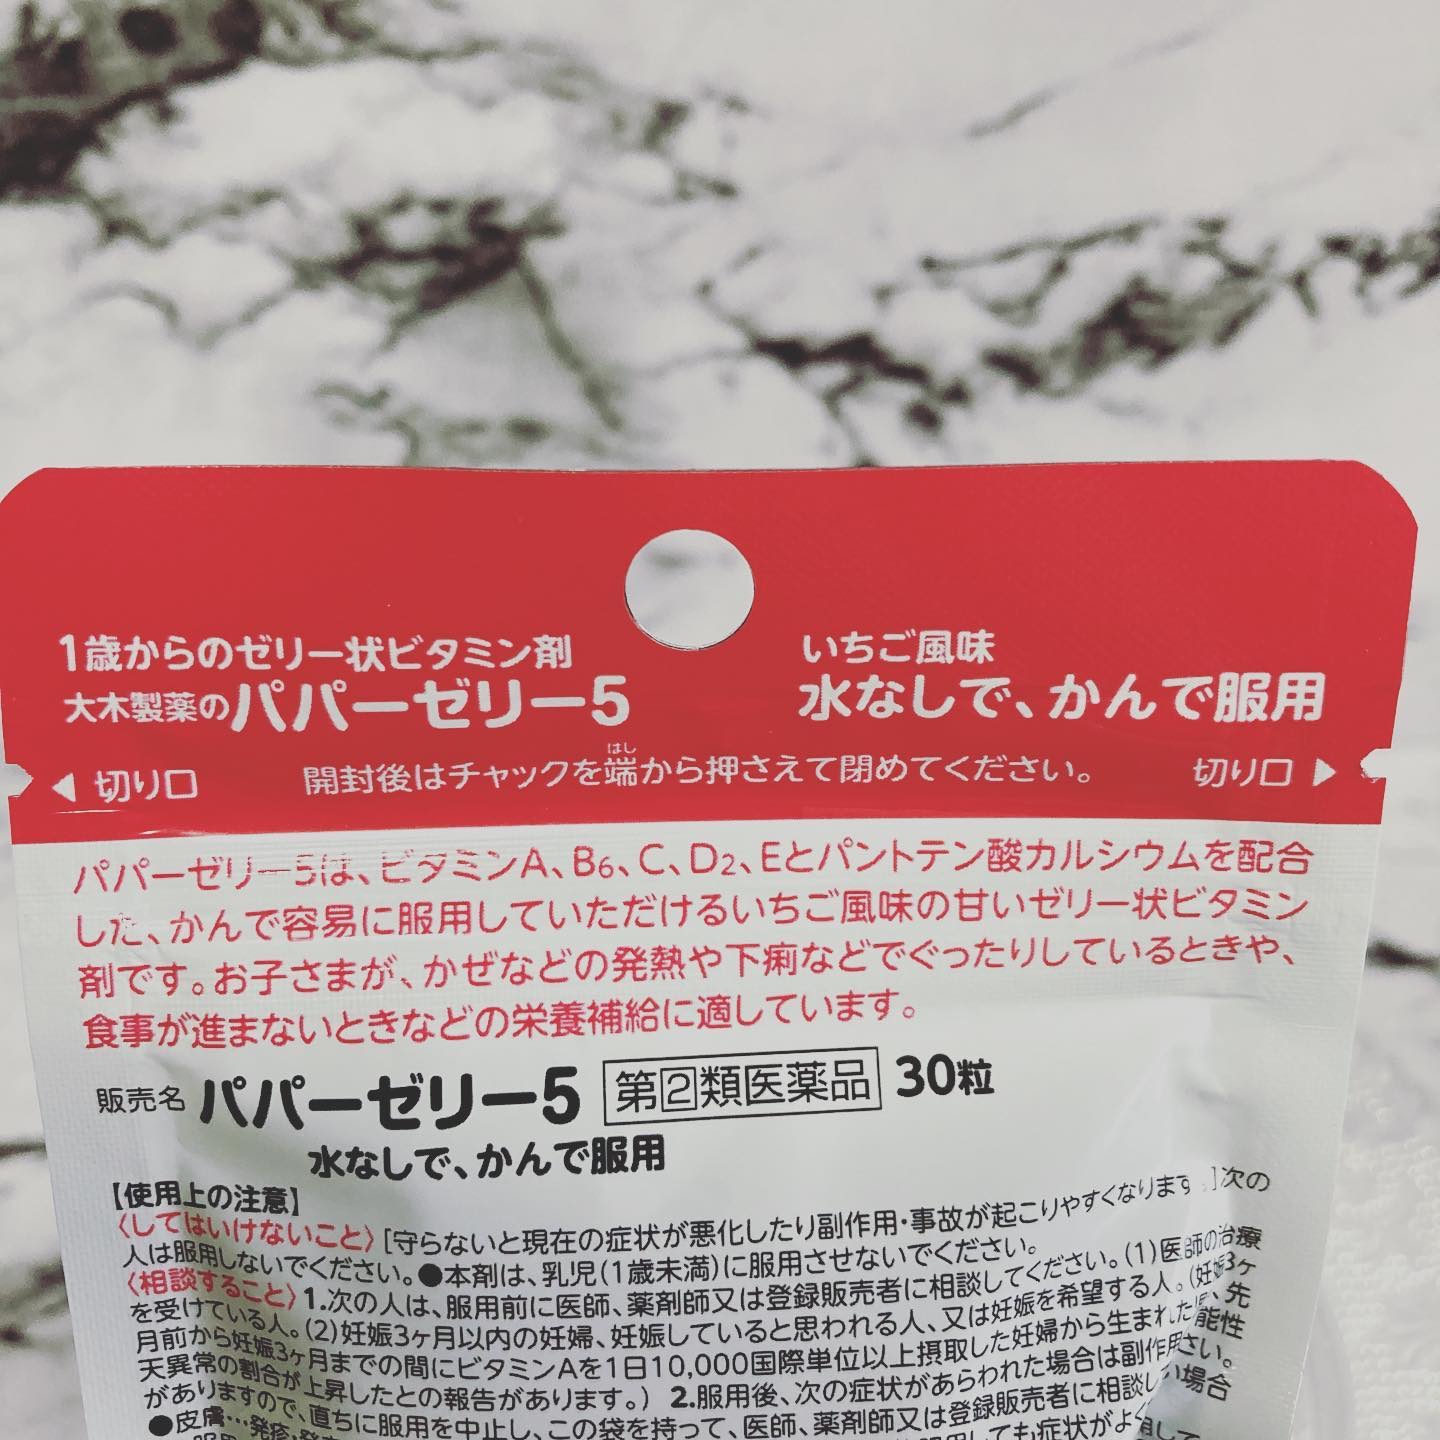 1歳からのゼリー状ビタミン剤
大木製薬のパパーゼリー5
いちご風味
水なしで、かんで服用
◀ 切り口
はし
開封後はチャックを端から押さえて閉めてください。
切り口 ▶
パパーゼリー5は、ビタミンA、B6、C、D2、Eとパントテン酸カルシウムを配合
した、かんで容易に服用していただけるいちご風味の甘いゼリー状ビタミン
剤です。お子さまが、かぜなどの発熱や下痢などでぐったりしているときや、
食事が進まないときなどの栄養補給に適しています。
販売名 パパーゼリー5 第②類医薬品 30粒
水なしで、かんで服用
【使用上の注意】
〈してはいけないこと〉[守らないと現在の症状が悪化したり副作用・事故が起こりやすくなります。]次の
人は服用しないでください。●本剤は、乳児(1歳未満)に服用させないでください。
〈相談すること〉1.次の人は、服用前に医師、薬剤師又は登録販売者に相談してください。(1)医師の治療
を受けている人。(2)妊娠3ヶ月以内の妊婦、妊娠していると思われる人、又は妊娠を希望する人。(妊娠3ヶ
月前から妊娠3ヶ月までの間にビタミンAを1日10,000国際単位以上摂取した妊婦から生まれた 先
天異常の割合が上昇したとの報告があります。) 2.服用後、次の症状があらわれた場合は副作用 能性
がありますので、直ちに服用を中止し、この袋を持って、医師、薬剤師又は登録販売者に相談し さい。
●皮膚…発疹・発 症状がよく 場合